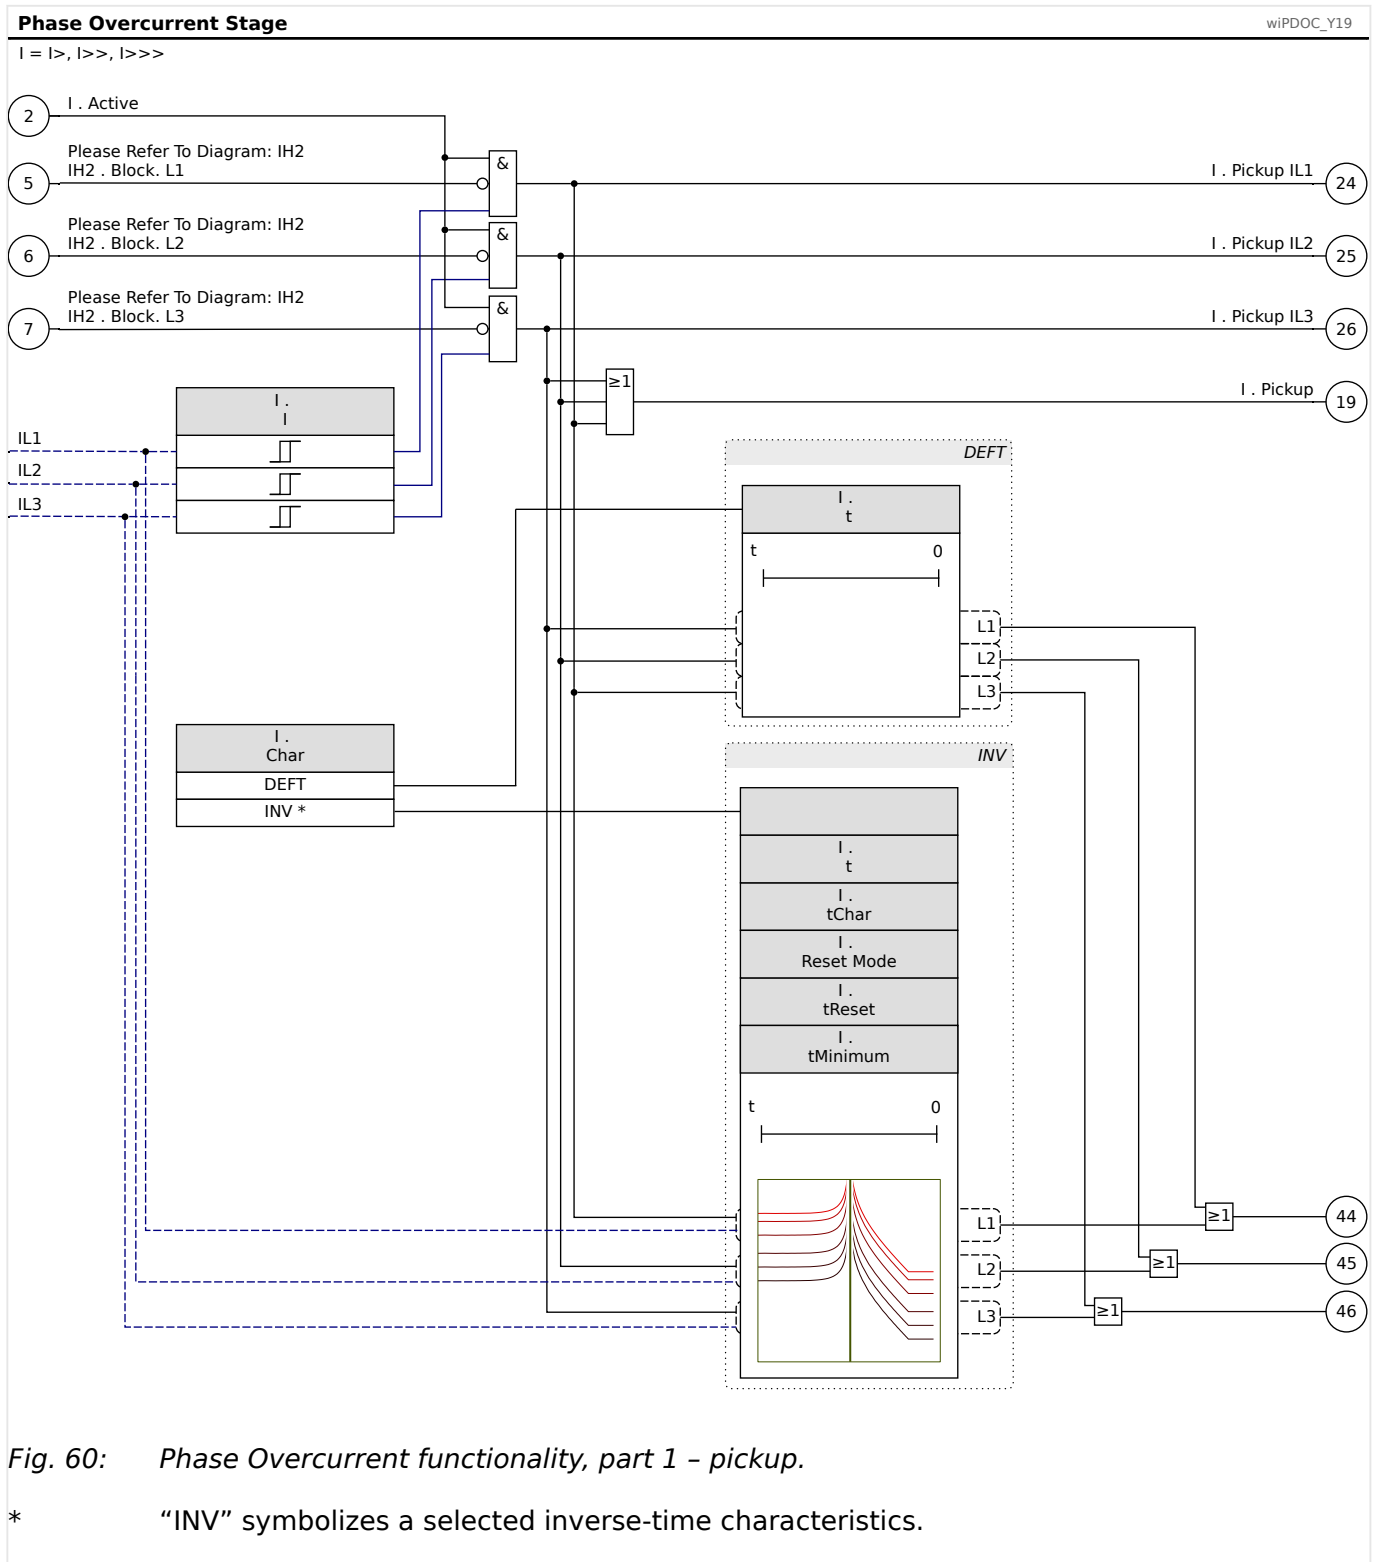 Phase Overcurrent Stage
wiPDOC_Y19
I = I>, I>>, I>>>
2
I . Active
Please Refer To Diagram: IH2
5
IH2 . Block. L1
&
I . Pickup IL1
24
Please Refer To Diagram: IH2
6
IH2 . Block. L2
&
I . Pickup IL2
25
Please Refer To Diagram: IH2
7
IH2 . Block. L3
&
I . Pickup IL3
26
≥1
I . Pickup
19
I .
I
IL1
IL2
IL3
DEFT
I .
t
t 0
L1
L2
L3
I .
Char
DEFT
INV *
INV
I .
t
I .
tChar
I .
Reset Mode
I .
tReset
I .
tMinimum
t 0
L1
≥1
44
L2
≥1
45
L3
≥1
46
Fig. 60: Phase Overcurrent functionality, part 1 – pickup.
* “INV” symbolizes a selected inverse-time characteristics.